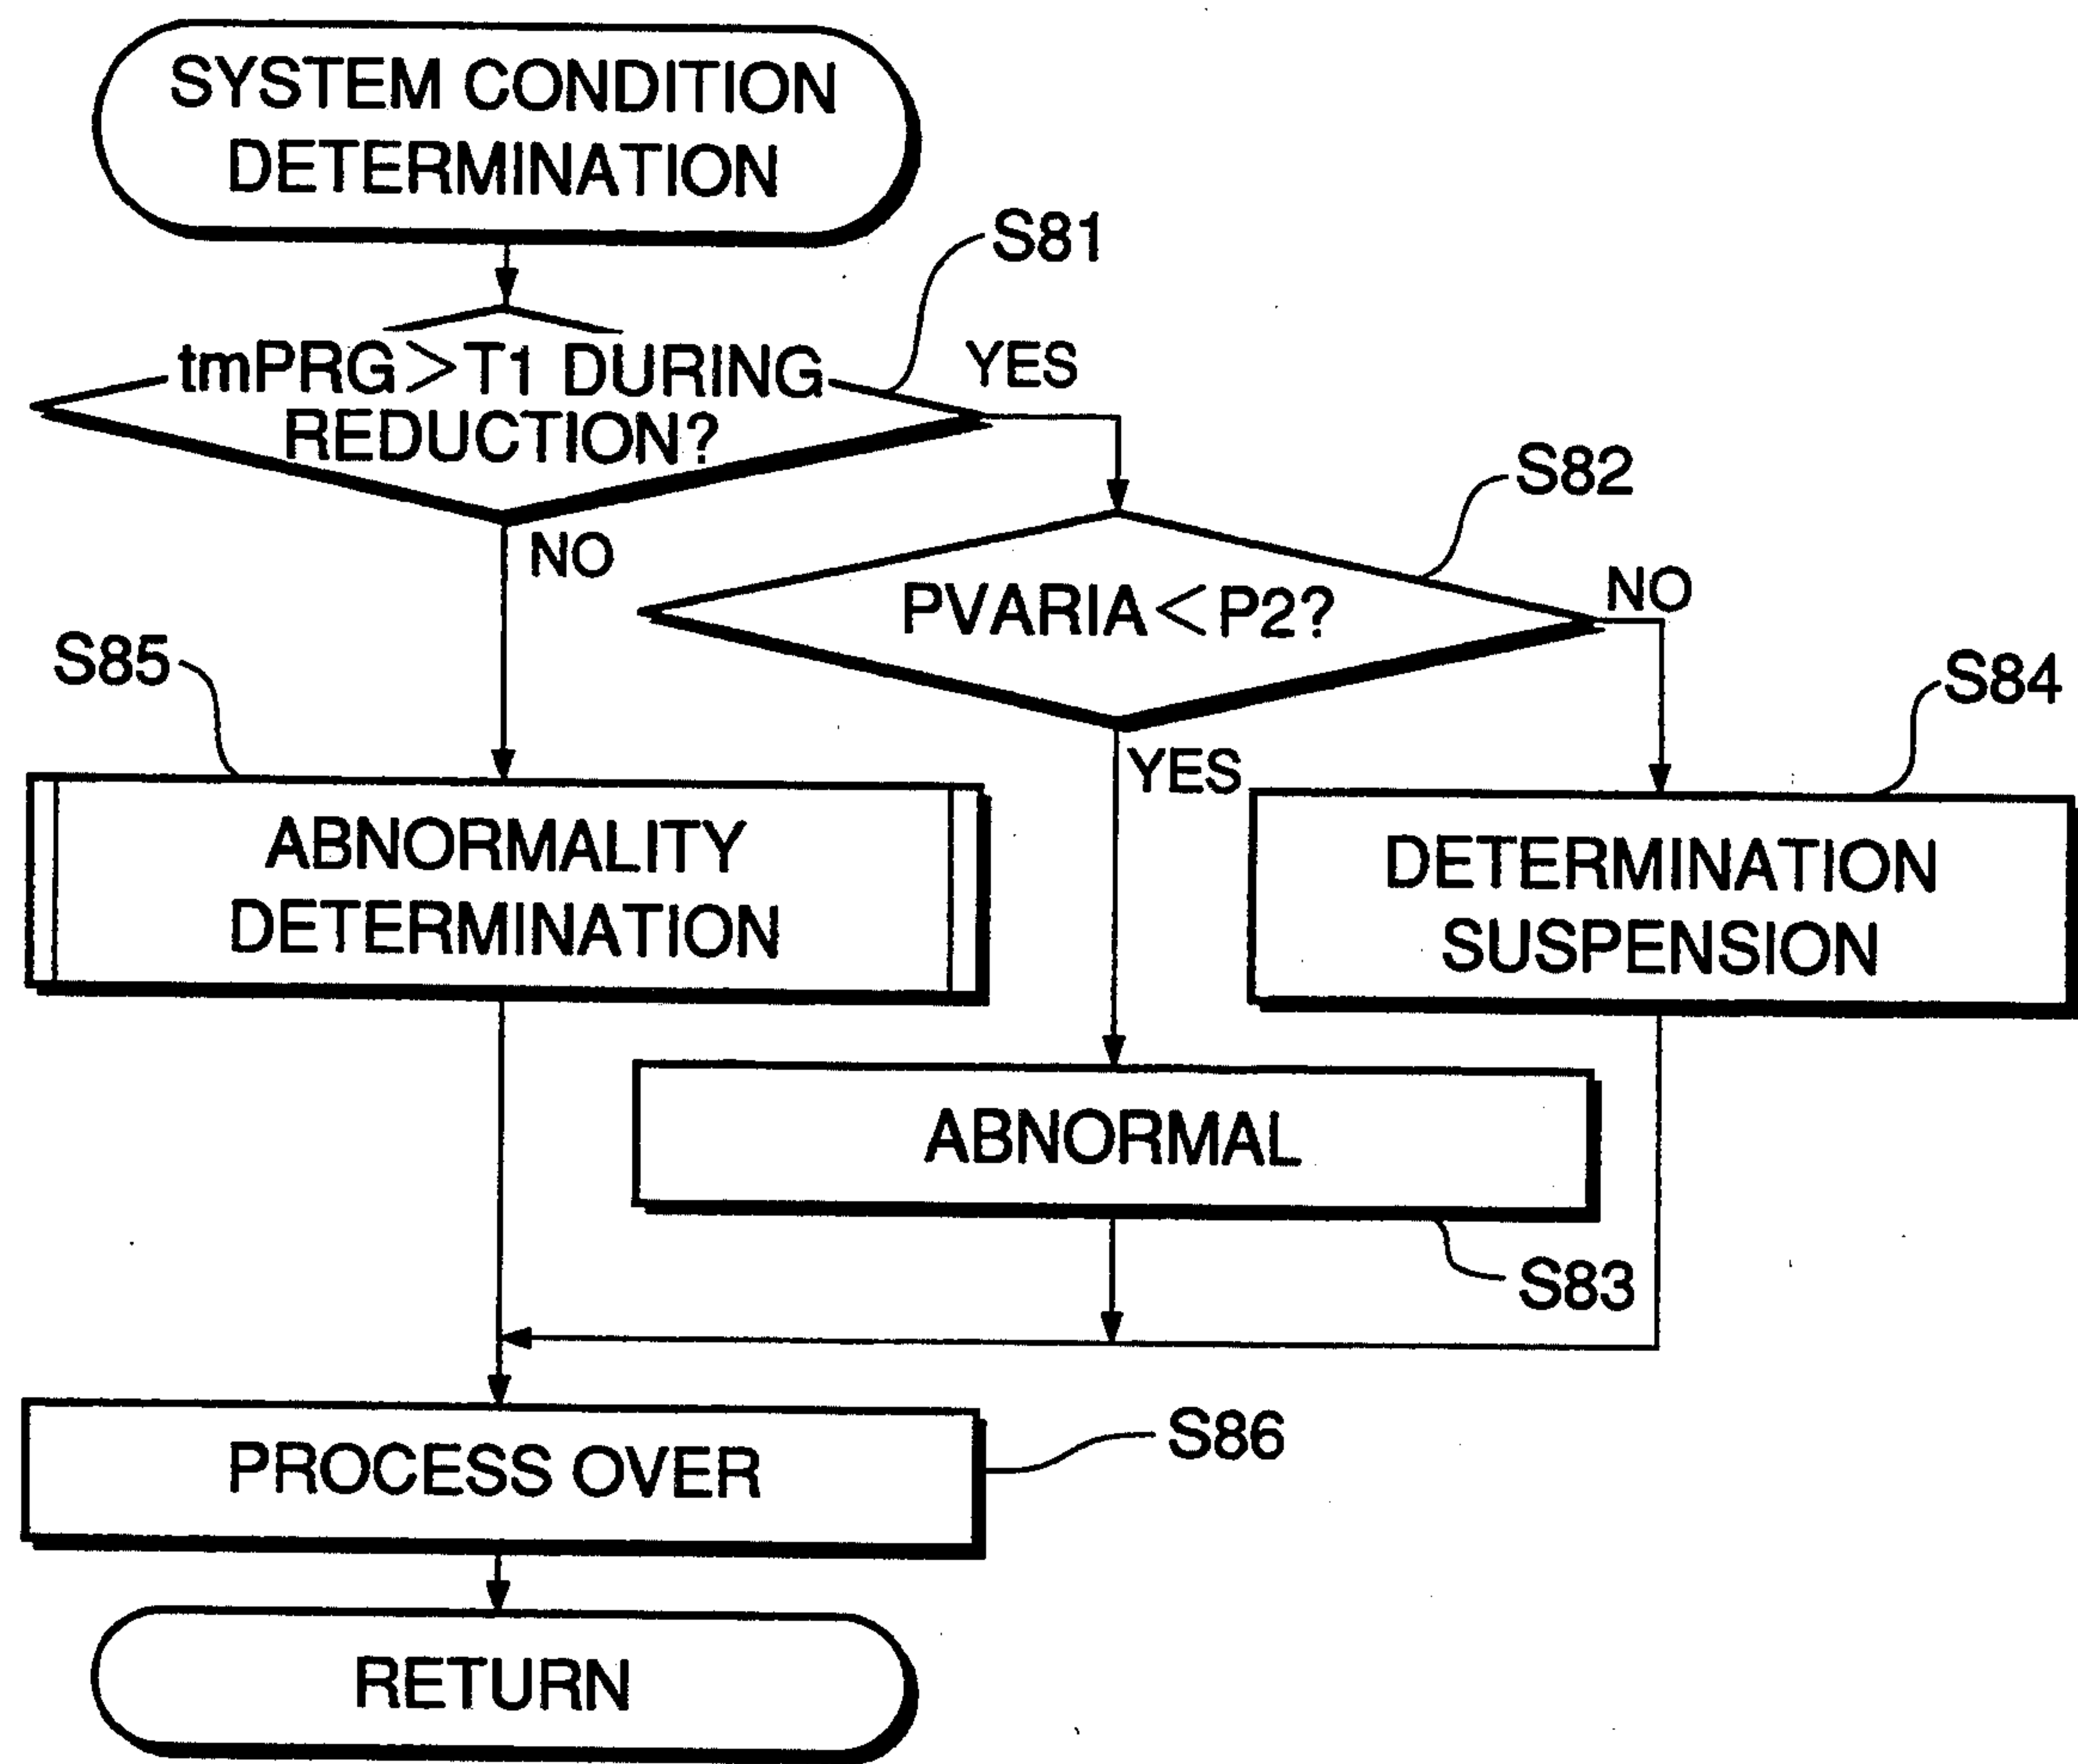 SYSTEM CONDITION
DETERMINATION
S81
tmPRG>T1 DURING
REDUCTION?
YES
NO
S82
PVARIA<P2?
NO
YES
S85
S84
ABNORMALITY
DETERMINATION
DETERMINATION
SUSPENSION
ABNORMAL
S83
PROCESS OVER
S86
RETURN